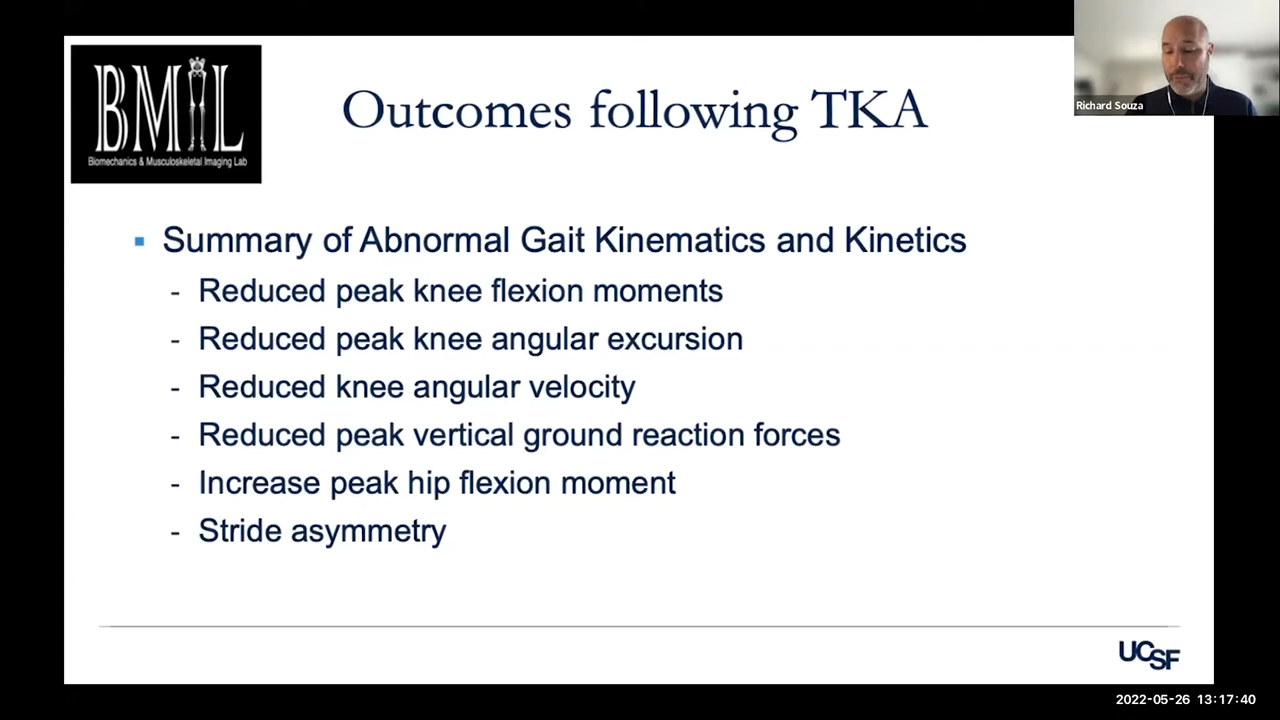 BMIL
Biomechanics & Musculoskeletal Imaging Lab
Outcomes following TKA
Richard Souza
▪ Summary of Abnormal Gait Kinematics and Kinetics
- Reduced peak knee flexion moments
- Reduced peak knee angular excursion
- Reduced knee angular velocity
- Reduced peak vertical ground reaction forces
- Increase peak hip flexion moment
- Stride asymmetry
UCSF
2022-05-26 13:17:40